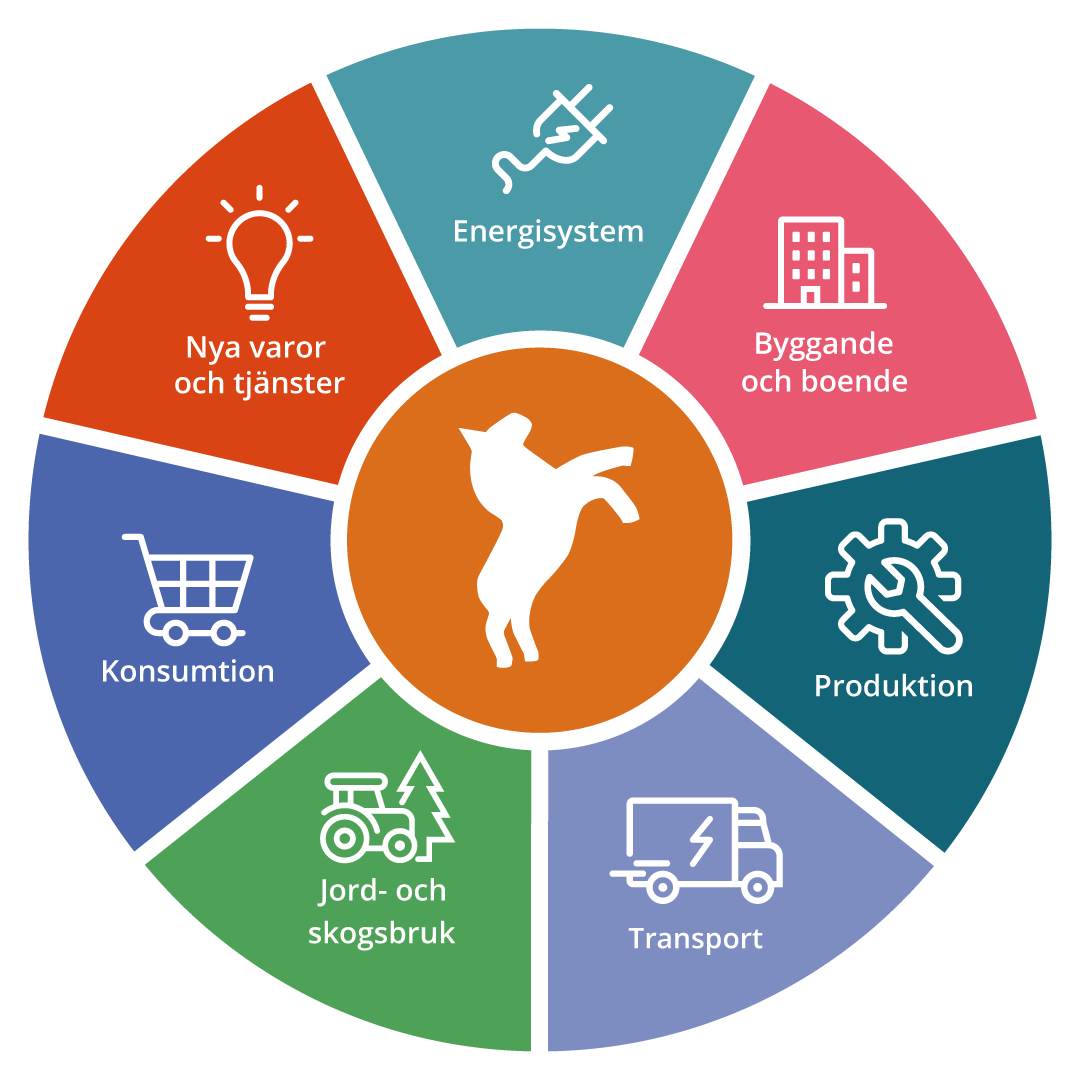 Energisystem
Byggande
och boende
Produktion
Transport
Jord- och
skogsbruk
Konsumtion
Nya varor
och tjänster